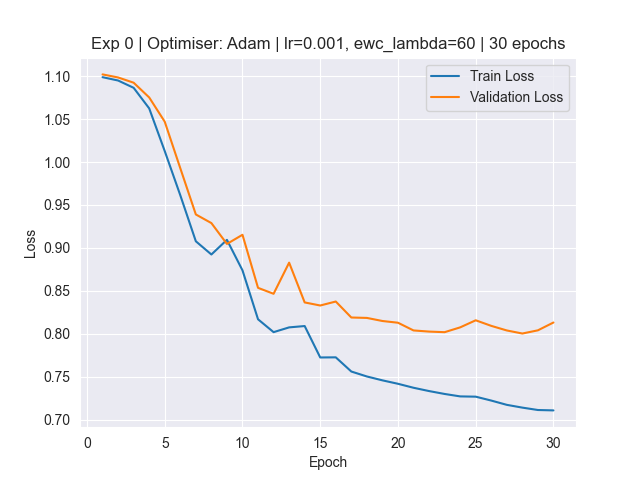 Exp 0 | Optimiser: Adam | lr=0.001, ewc_lambda=60 | 30 epochs
Train Loss
Validation Loss
1.10
1.05
1.00
0.95
0.90
0.85
0.80
0.75
0.70
Loss
0 5 10 15 20 25 30
Epoch